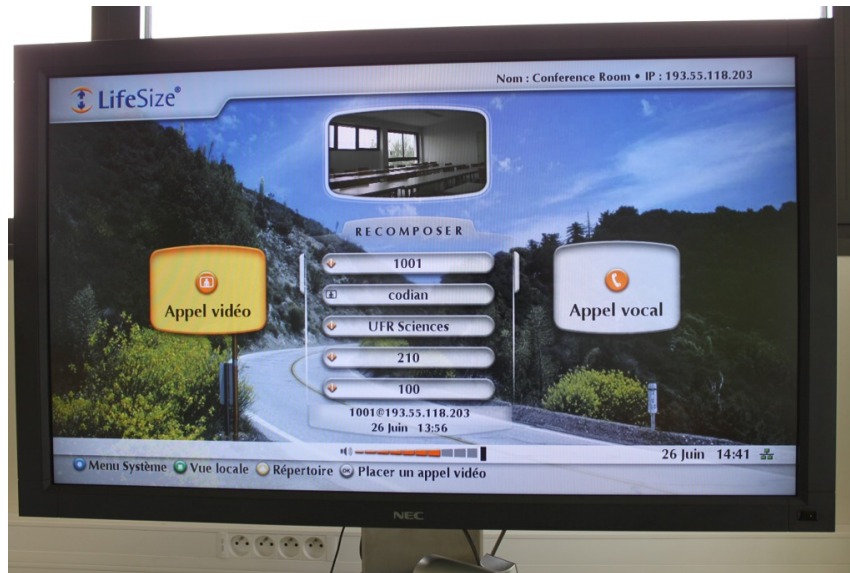 Nom : Conference Room • IP : 193.55.118.203
LifeSize®
RECOMPOSER
1001
codian
UFR Sciences
210
100
1001@193.55.118.203
26 Juin 13:56
Appel vidéo
Appel vocal
26 Juin 14:41
Menu Système Vue locale Répertoire OK Placer un appel vidéo
NEC